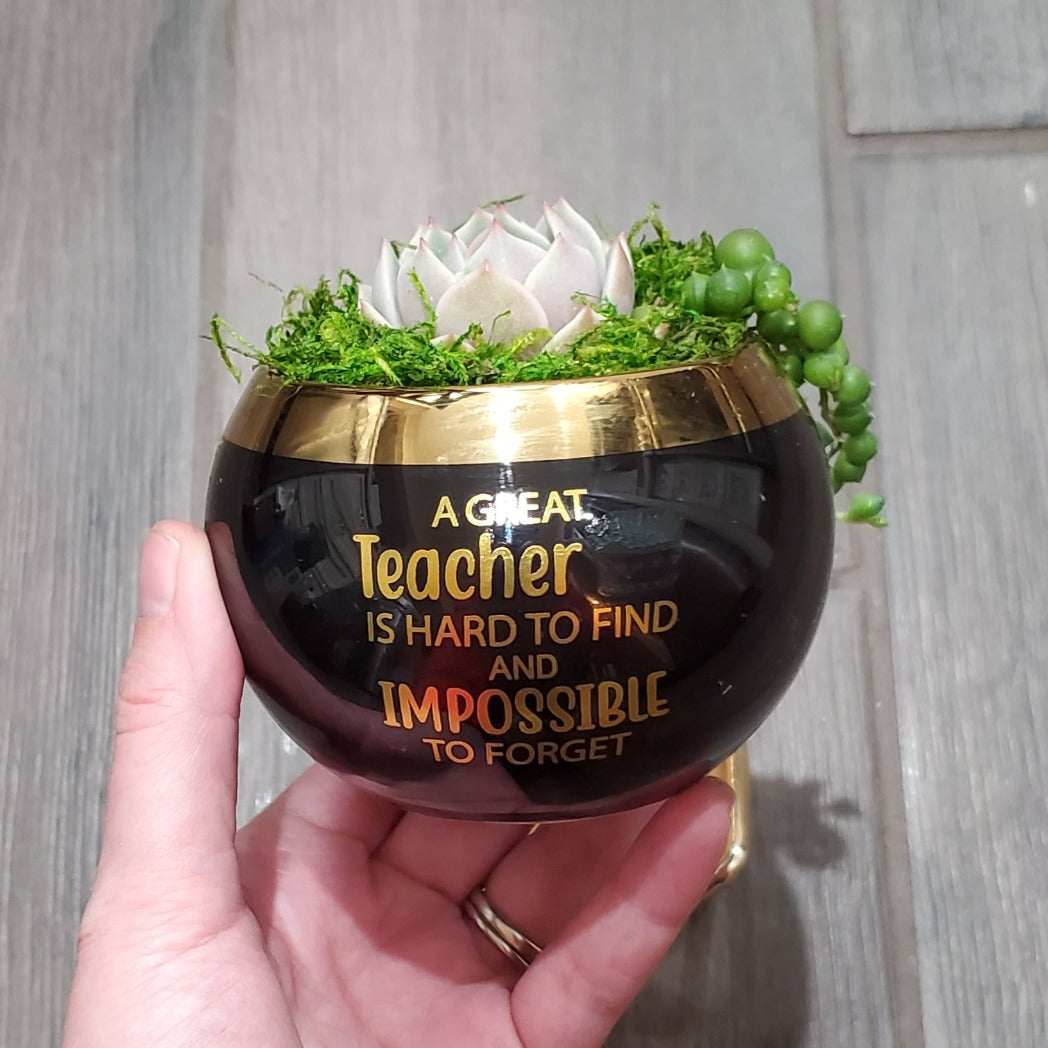 A GREAT
Teacher
IS HARD TO FIND
AND
IMPOSSIBLE
TO FORGET